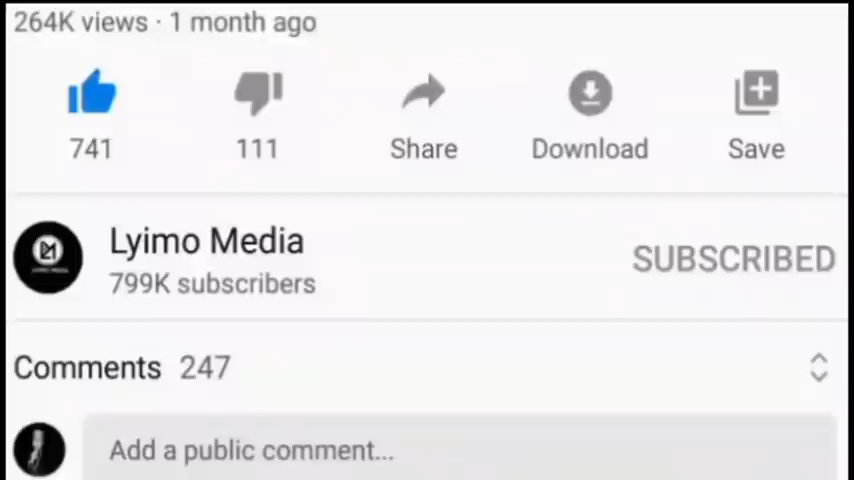 264K views · 1 month ago
741 111 Share Download Save
Lyimo Media
799K subscribers
SUBSCRIBED
Comments 247
Add a public comment...